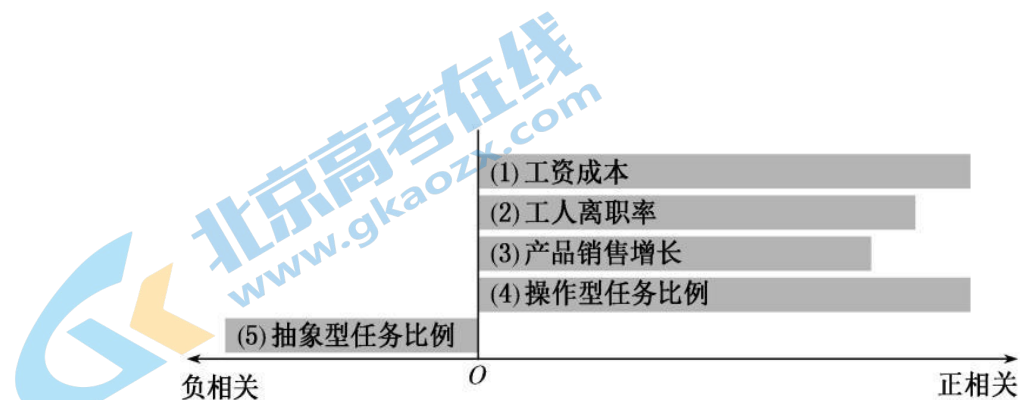 北京高考在线
www.gkaozx.com
(1)工资成本
(2)工人离职率
(3)产品销售增长
(4)操作型任务比例
(5)抽象型任务比例
负相关
O
正相关